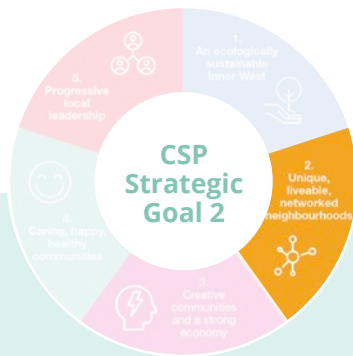 1.
An ecologically
sustainable
Inner West
2.
Unique,
liveable,
networked
neighbourhoods
3.
Creative
communities
and a strong
economy
4.
Caring, happy,
healthy
communities
5.
Progressive
local
leadership
CSP
Strategic
Goal 2